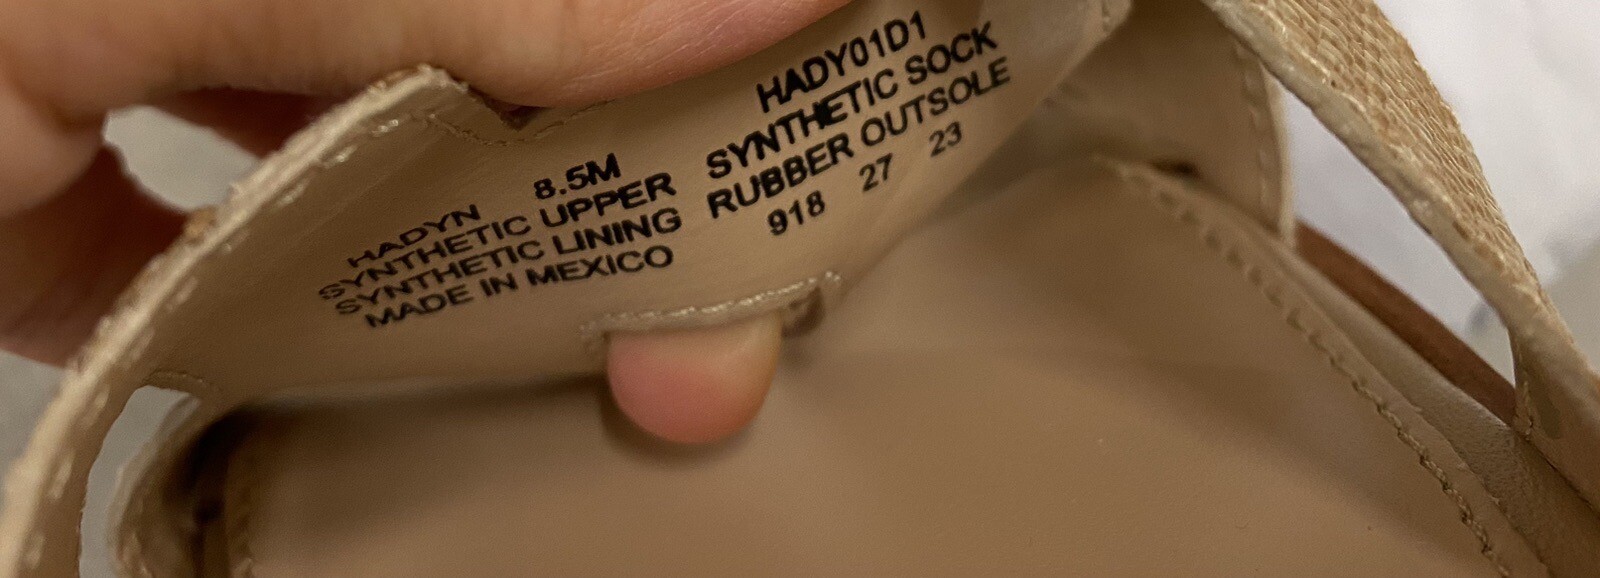 HADYN 8.5M
SYNTHETIC UPPER
SYNTHETIC LINING
MADE IN MEXICO
HADY01D1
SYNTHETIC SOCK
RUBBER OUTSOLE
918 27 23